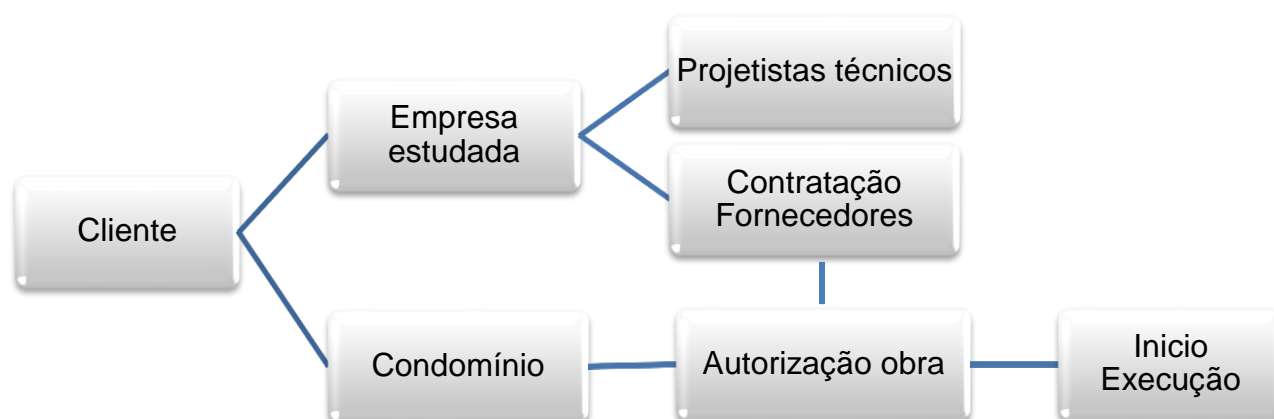 Projetistas técnicos
Empresa
estudada
Contratação
Fornecedores
Cliente
Condomínio
Autorização obra
Inicio
Execução